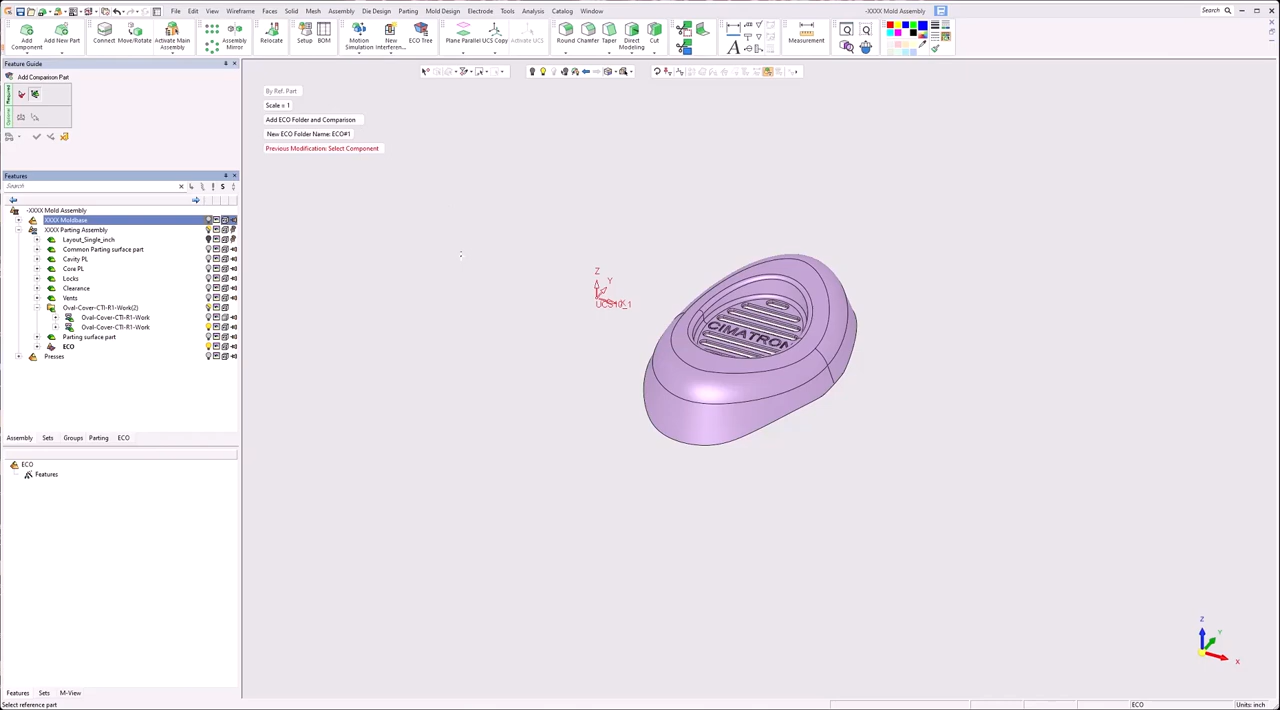 File Edit View Wireframe Faces Solid Mesh Assembly Die Design Parting Mold Design Electrode Tools Analysis Catalog Window
-XXXX Mold Assembly
Search
Add Component
Add New Part
Connect
Move/Rotate
Activate Main Assembly
Assembly Mirror
Relocate
Setup
BOM
Motion Simulation
New Interferen...
ECO Tree
Plane Parallel
UCS Copy
Activate UCS
Round
Chamfer
Taper
Direct Modeling
Cut
Measurement
Feature Guide
Add Comparison Part
Required
Optional
By Ref. Part
Scale = 1
Add ECO Folder and Comparison
New ECO Folder Name: ECO#1
Previous Modification: Select Component
Features
Search
-XXXX Mold Assembly
XXXX Moldbase
XXXX Parting Assembly
Layout_Single_inch
Common Parting surface part
Cavity PL
Core PL
Locks
Clearance
Vents
Oval-Cover-CTI-R1-Work(2)
Oval-Cover-CTI-R1-Work
Oval-Cover-CTI-R1-Work
Parting surface part
ECO
Presses
Assembly Sets Groups Parting ECO
ECO
Features
Z
Y
X
CIMATRON
Z
Y
X
Features Sets M-View
Select reference part
ECO
Units: inch